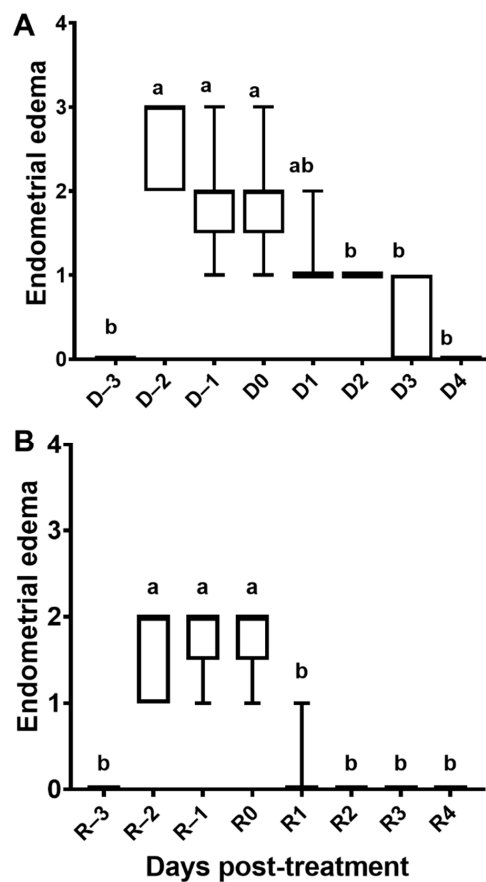 A
4
3
2
1
0
Endometrial edema
a
a
a
ab
b
b
b
b
D–3
D–2
D–1
D0
D1
D2
D3
D4
B
4
3
2
1
0
Endometrial edema
a
a
a
b
b
b
b
b
R–3
R–2
R–1
R0
R1
R2
R3
R4
Days post-treatment